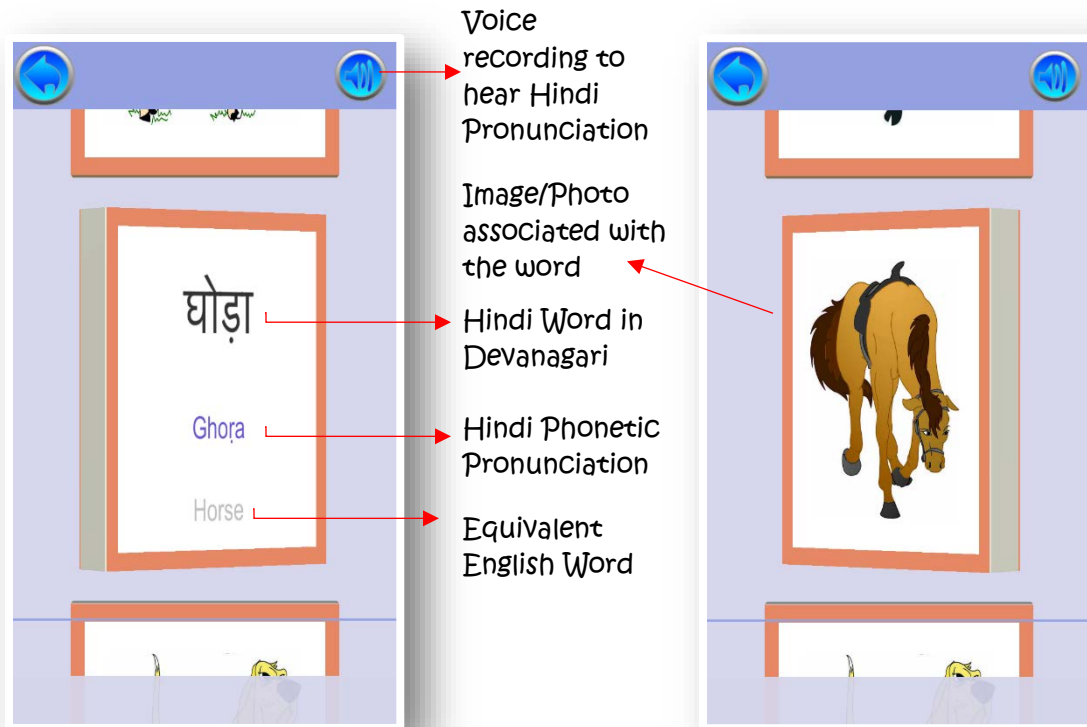 Voice
recording to
hear Hindi
Pronunciation
Image/Photo
associated with
the word
घोड़ा
Hindi Word in
Devanagari
Ghoṛa
Hindi Phonetic
Pronunciation
Horse
Equivalent
English Word